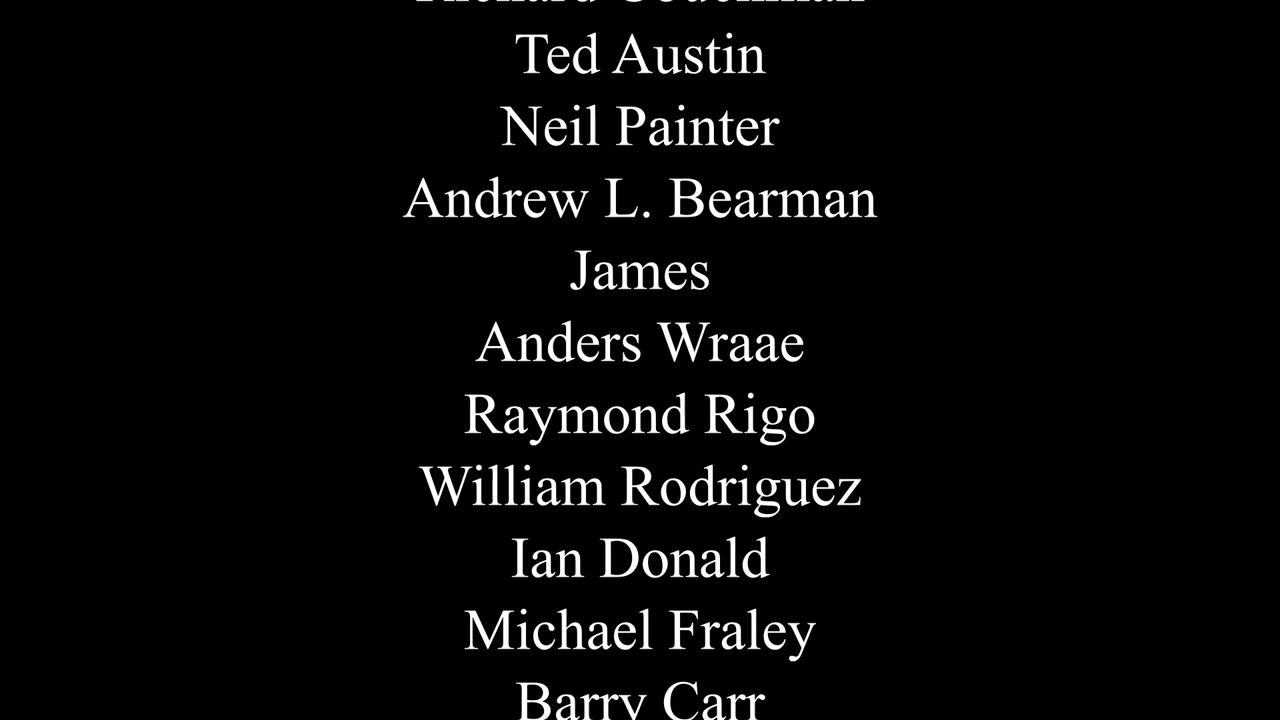 Ted Austin
Neil Painter
Andrew L. Bearman
James
Anders Wraae
Raymond Rigo
William Rodriguez
Ian Donald
Michael Fraley
Barry Carr